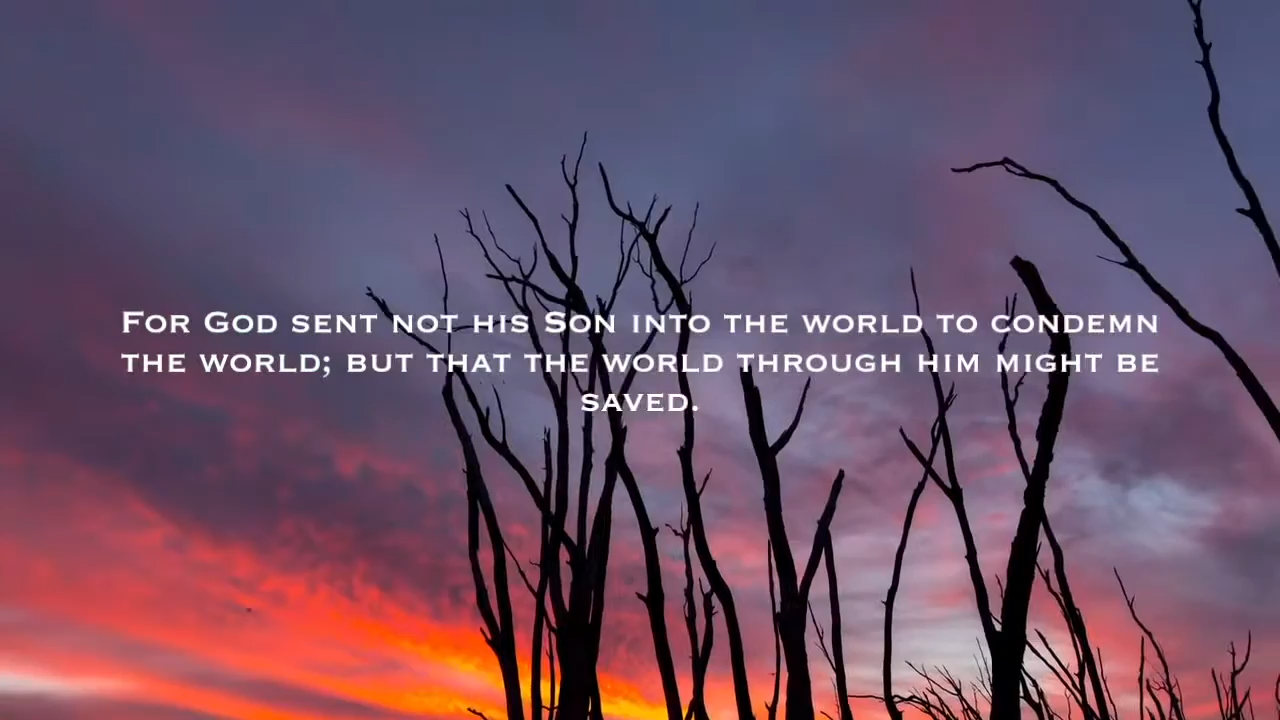 For God sent not his Son into the world to condemn
the world; but that the world through him might be
saved.